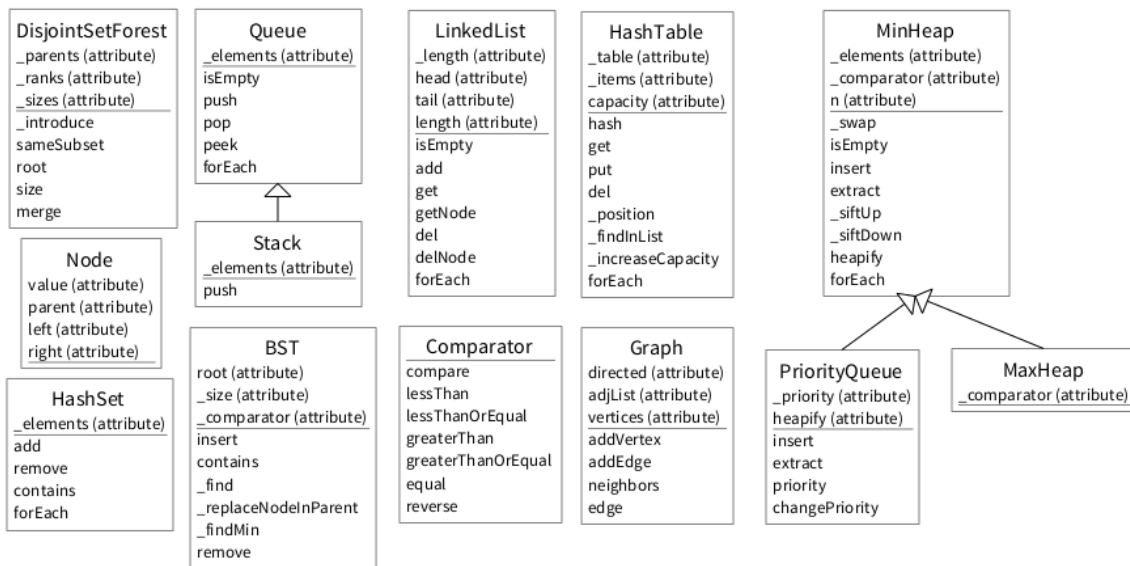 DisjointSetForest
_parents (attribute)
_ranks (attribute)
_sizes (attribute)
_introduce
sameSubset
root
size
merge
Queue
_elements (attribute)
isEmpty
push
pop
peek
forEach
LinkedList
_length (attribute)
head (attribute)
tail (attribute)
length (attribute)
isEmpty
add
get
getNode
del
delNode
forEach
HashTable
_table (attribute)
_items (attribute)
capacity (attribute)
hash
get
put
del
_position
_findInList
_increaseCapacity
forEach
MinHeap
_elements (attribute)
_comparator (attribute)
n (attribute)
_swap
isEmpty
insert
extract
_siftUp
_siftDown
heapify
forEach
Stack
_elements (attribute)
push
Node
value (attribute)
parent (attribute)
left (attribute)
right (attribute)
HashSet
_elements (attribute)
add
remove
contains
forEach
BST
root (attribute)
_size (attribute)
_comparator (attribute)
insert
contains
_find
_replaceNodeInParent
_findMin
remove
Comparator
compare
lessThan
lessThanOrEqual
greaterThan
greaterThanOrEqual
equal
reverse
Graph
directed (attribute)
adjList (attribute)
vertices (attribute)
addVertex
addEdge
neighbors
edge
PriorityQueue
_priority (attribute)
heapify (attribute)
insert
extract
priority
changePriority
MaxHeap
_comparator (attribute)